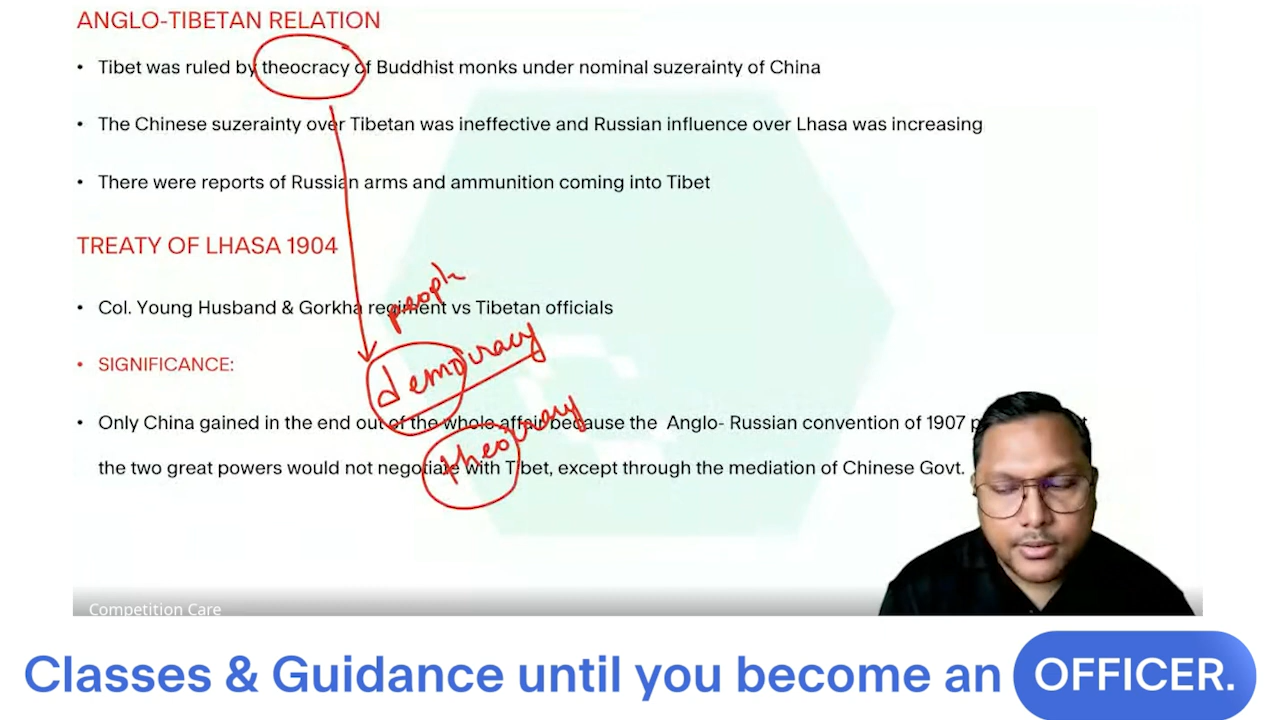 ANGLO-TIBETAN RELATION
• Tibet was ruled by theocracy of Buddhist monks under nominal suzerainty of China
• The Chinese suzerainty over Tibetan was ineffective and Russian influence over Lhasa was increasing
• There were reports of Russian arms and ammunition coming into Tibet
TREATY OF LHASA 1904
people
• Col. Young Husband & Gorkha regiment vs Tibetan officials
democracy
• SIGNIFICANCE:
theocracy
• Only China gained in the end out of the whole affair because the Anglo- Russian convention of 1907
the two great powers would not negotiate with Tibet, except through the mediation of Chinese Govt.
Competition Care
Classes & Guidance until you become an OFFICER.